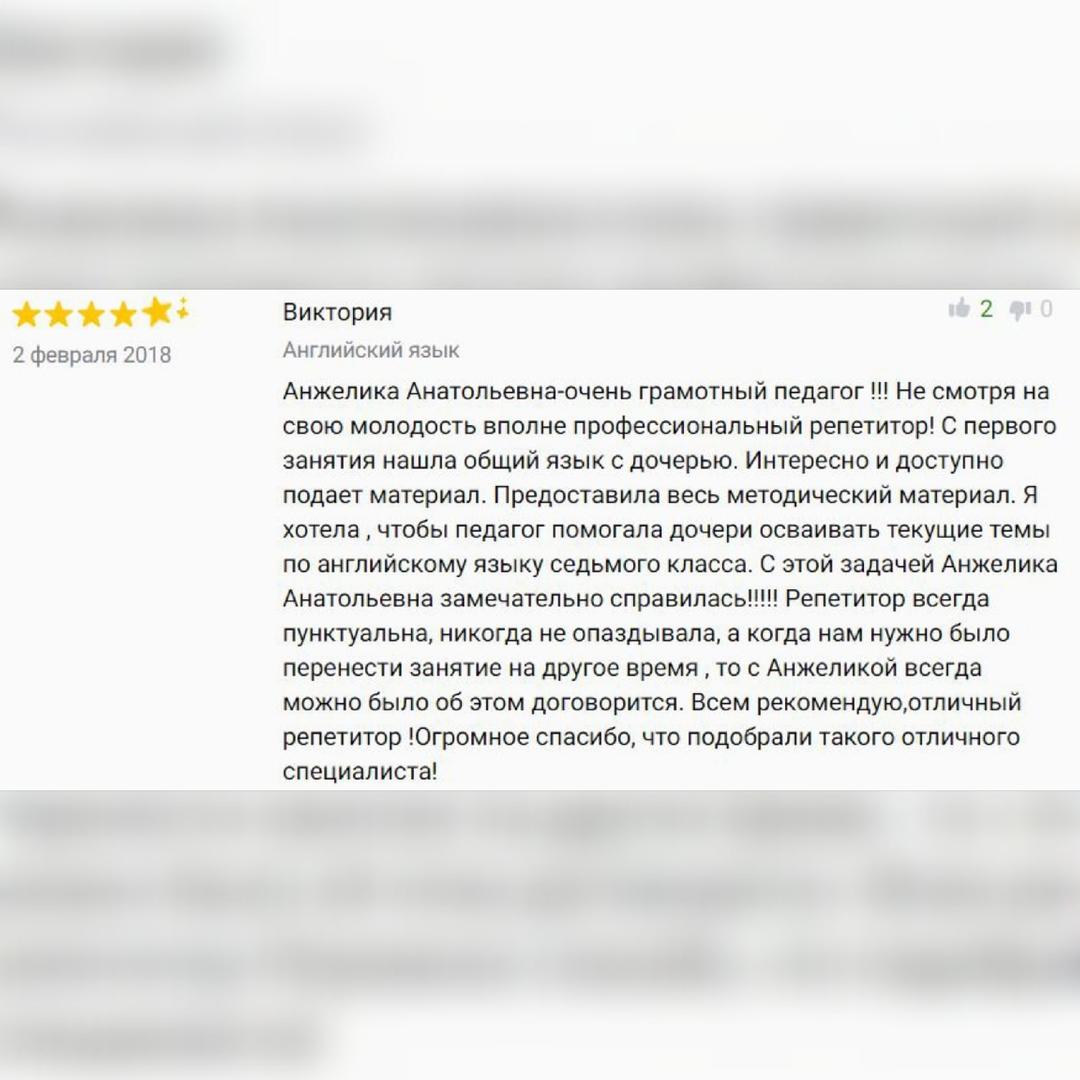 Виктория
2 0
2 февраля 2018
Английский язык
Анжелика Анатольевна-очень грамотный педагог !!! Не смотря на
свою молодость вполне профессиональный репетитор! С первого
занятия нашла общий язык с дочерью. Интересно и доступно
подает материал. Предоставила весь методический материал. Я
хотела , чтобы педагог помогала дочери осваивать текущие темы
по английскому языку седьмого класса. С этой задачей Анжелика
Анатольевна замечательно справилась!!!!! Репетитор всегда
пунктуальна, никогда не опаздывала, а когда нам нужно было
перенести занятие на другое время , то с Анжеликой всегда
можно было об этом договорится. Всем рекомендую,отличный
репетитор !Огромное спасибо, что подобрали такого отличного
специалиста!